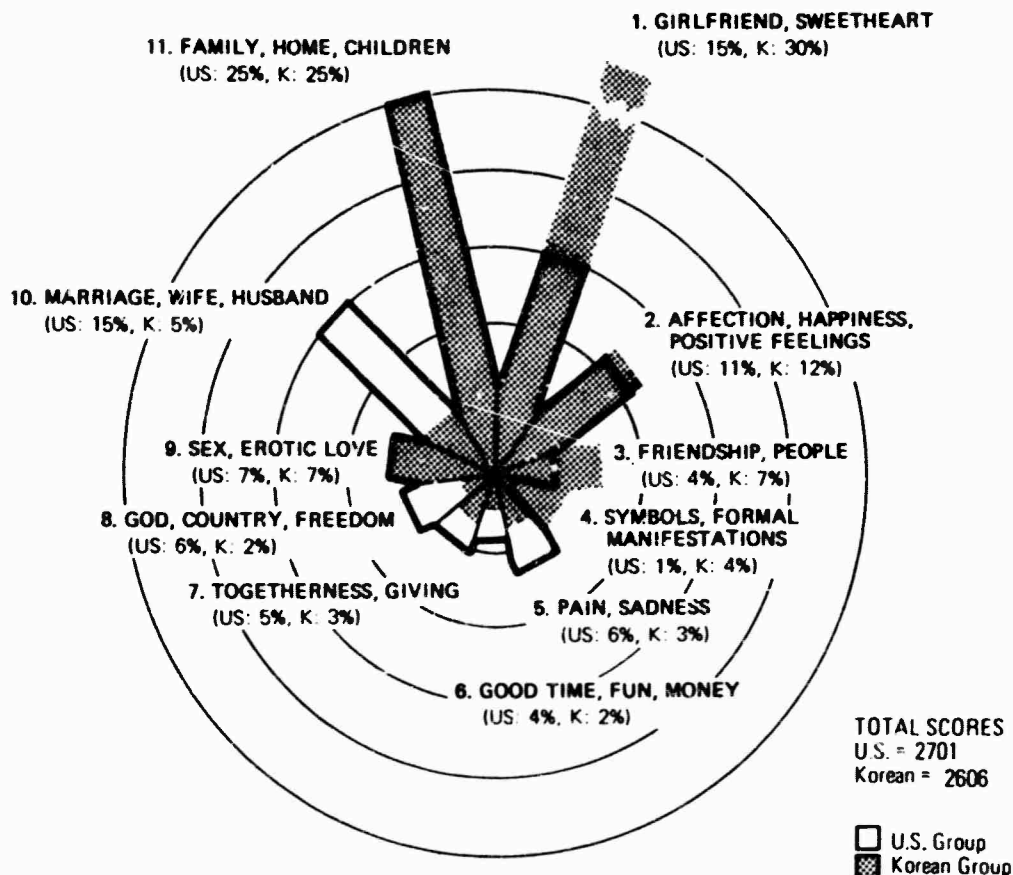 1. GIRLFRIEND, SWEETHEART
(US: 15%, K: 30%)
11. FAMILY, HOME, CHILDREN
(US: 25%, K: 25%)
10. MARRIAGE, WIFE, HUSBAND
(US: 15%, K: 5%)
2. AFFECTION, HAPPINESS,
POSITIVE FEELINGS
(US: 11%, K: 12%)
9. SEX, EROTIC LOVE
(US: 7%, K: 7%)
3. FRIENDSHIP, PEOPLE
(US: 4%, K: 7%)
8. GOD, COUNTRY, FREEDOM
(US: 6%, K: 2%)
4. SYMBOLS, FORMAL
MANIFESTATIONS
(US: 1%, K: 4%)
7. TOGETHERNESS, GIVING
(US: 5%, K: 3%)
5. PAIN, SADNESS
(US: 6%, K: 3%)
6. GOOD TIME, FUN, MONEY
(US: 4%, K: 2%)
TOTAL SCORES
U.S. = 2701
Korean = 2606
U.S. Group
Korean Group